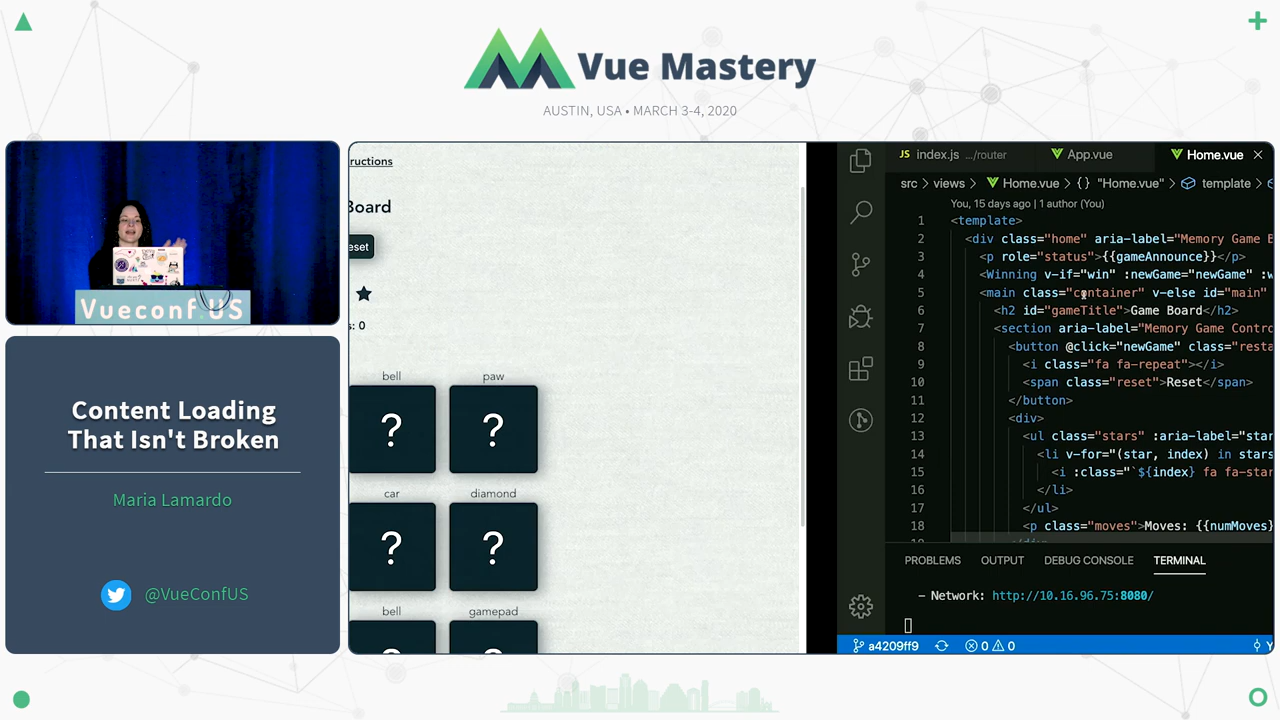 Vue Mastery
AUSTIN, USA • MARCH 3-4, 2020
Vueconf.US
Content Loading
That Isn't Broken
Maria Lamardo
@VueConfUS
ructions
Board
eset
s: 0
bell paw
? ?
car diamond
? ?
bell gamepad
JS index.js .../router App.vue Home.vue ×
src > views > Home.vue > {} "Home.vue" > template >
You, 15 days ago | 1 author (You)
1 <template>
2 <div class="home" aria-label="Memory Game B
3 <p role="status">{{gameAnnounce}}</p>
4 <Winning v-if="win" :newGame="newGame" :w
5 <main class="container" v-else id="main"
6 <h2 id="gameTitle">Game Board</h2>
7 <section aria-label="Memory Game Contro
8 <button @click="newGame" class="resta
9 <i class="fa fa-repeat"></i>
10 <span class="reset">Reset</span>
11 </button>
12 <div>
13 <ul class="stars" :aria-label="star
14 <li v-for="(star, index) in stars
15 <i :class="`${index} fa fa-star
16 </li>
17 </ul>
18 <p class="moves">Moves: {{numMoves}
PROBLEMS OUTPUT DEBUG CONSOLE TERMINAL
- Network: http://10.16.96.75:8080/
a4209ff9 0 0 Y